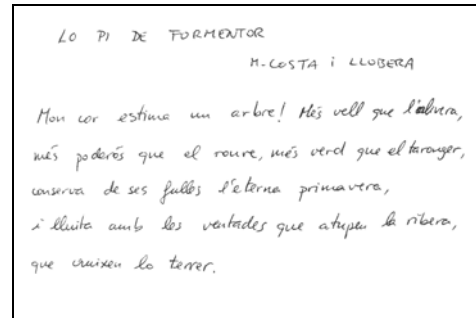 LO PI DE FORMENTOR
M. COSTA i LLOBERA
Mon cor estima un arbre! Més vell que l'olivera,
més poderós que el roure, més verd que el taronger,
conserva de ses fulles l'eterna primavera,
i lluita amb les ventades que atupen la ribera,
que cruixen lo terrer.